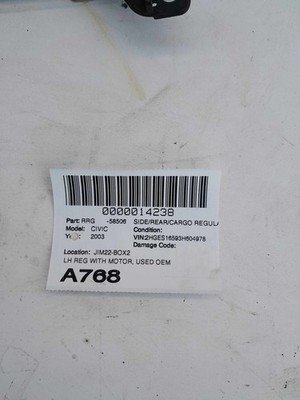 0000014238
Part: RRG -58506 SIDE/REAR/CARGO REGULA
Model: CIVIC Condition:
2003 VIN:2HGES16593H604978
Damage Code:
Location: JIM22-BOX2
LH REG WITH MOTOR, USED OEM
A768